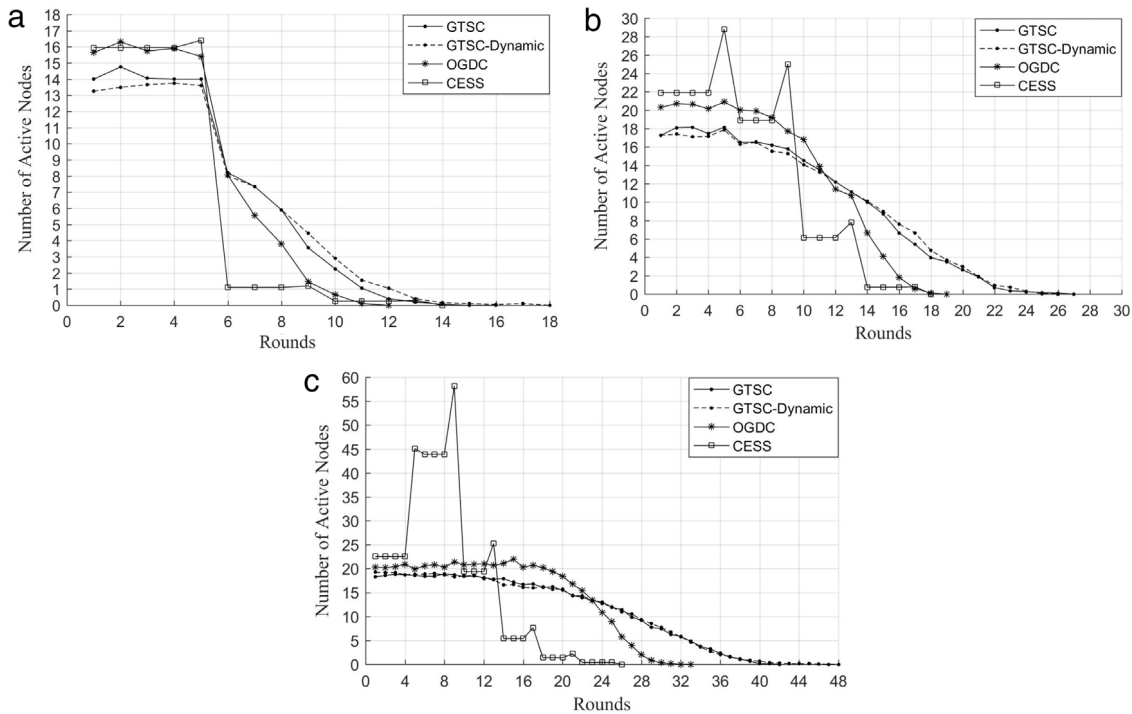 a
18
17
16
15
14
13
12
11
10
9
8
7
6
5
4
3
2
1
0
Number of Active Nodes
0 2 4 6 8 10 12 14 16 18
Rounds
GTSC
GTSC-Dynamic
OGDC
CESS
b
30
28
26
24
22
20
18
16
14
12
10
8
6
4
2
0
Number of Active Nodes
0 2 4 6 8 10 12 14 16 18 20 22 24 26 28 30
Rounds
GTSC
GTSC-Dynamic
OGDC
CESS
c
60
55
50
45
40
35
30
25
20
15
10
5
0
Number of Active Nodes
0 4 8 12 16 20 24 28 32 36 40 44 48
Rounds
GTSC
GTSC-Dynamic
OGDC
CESS